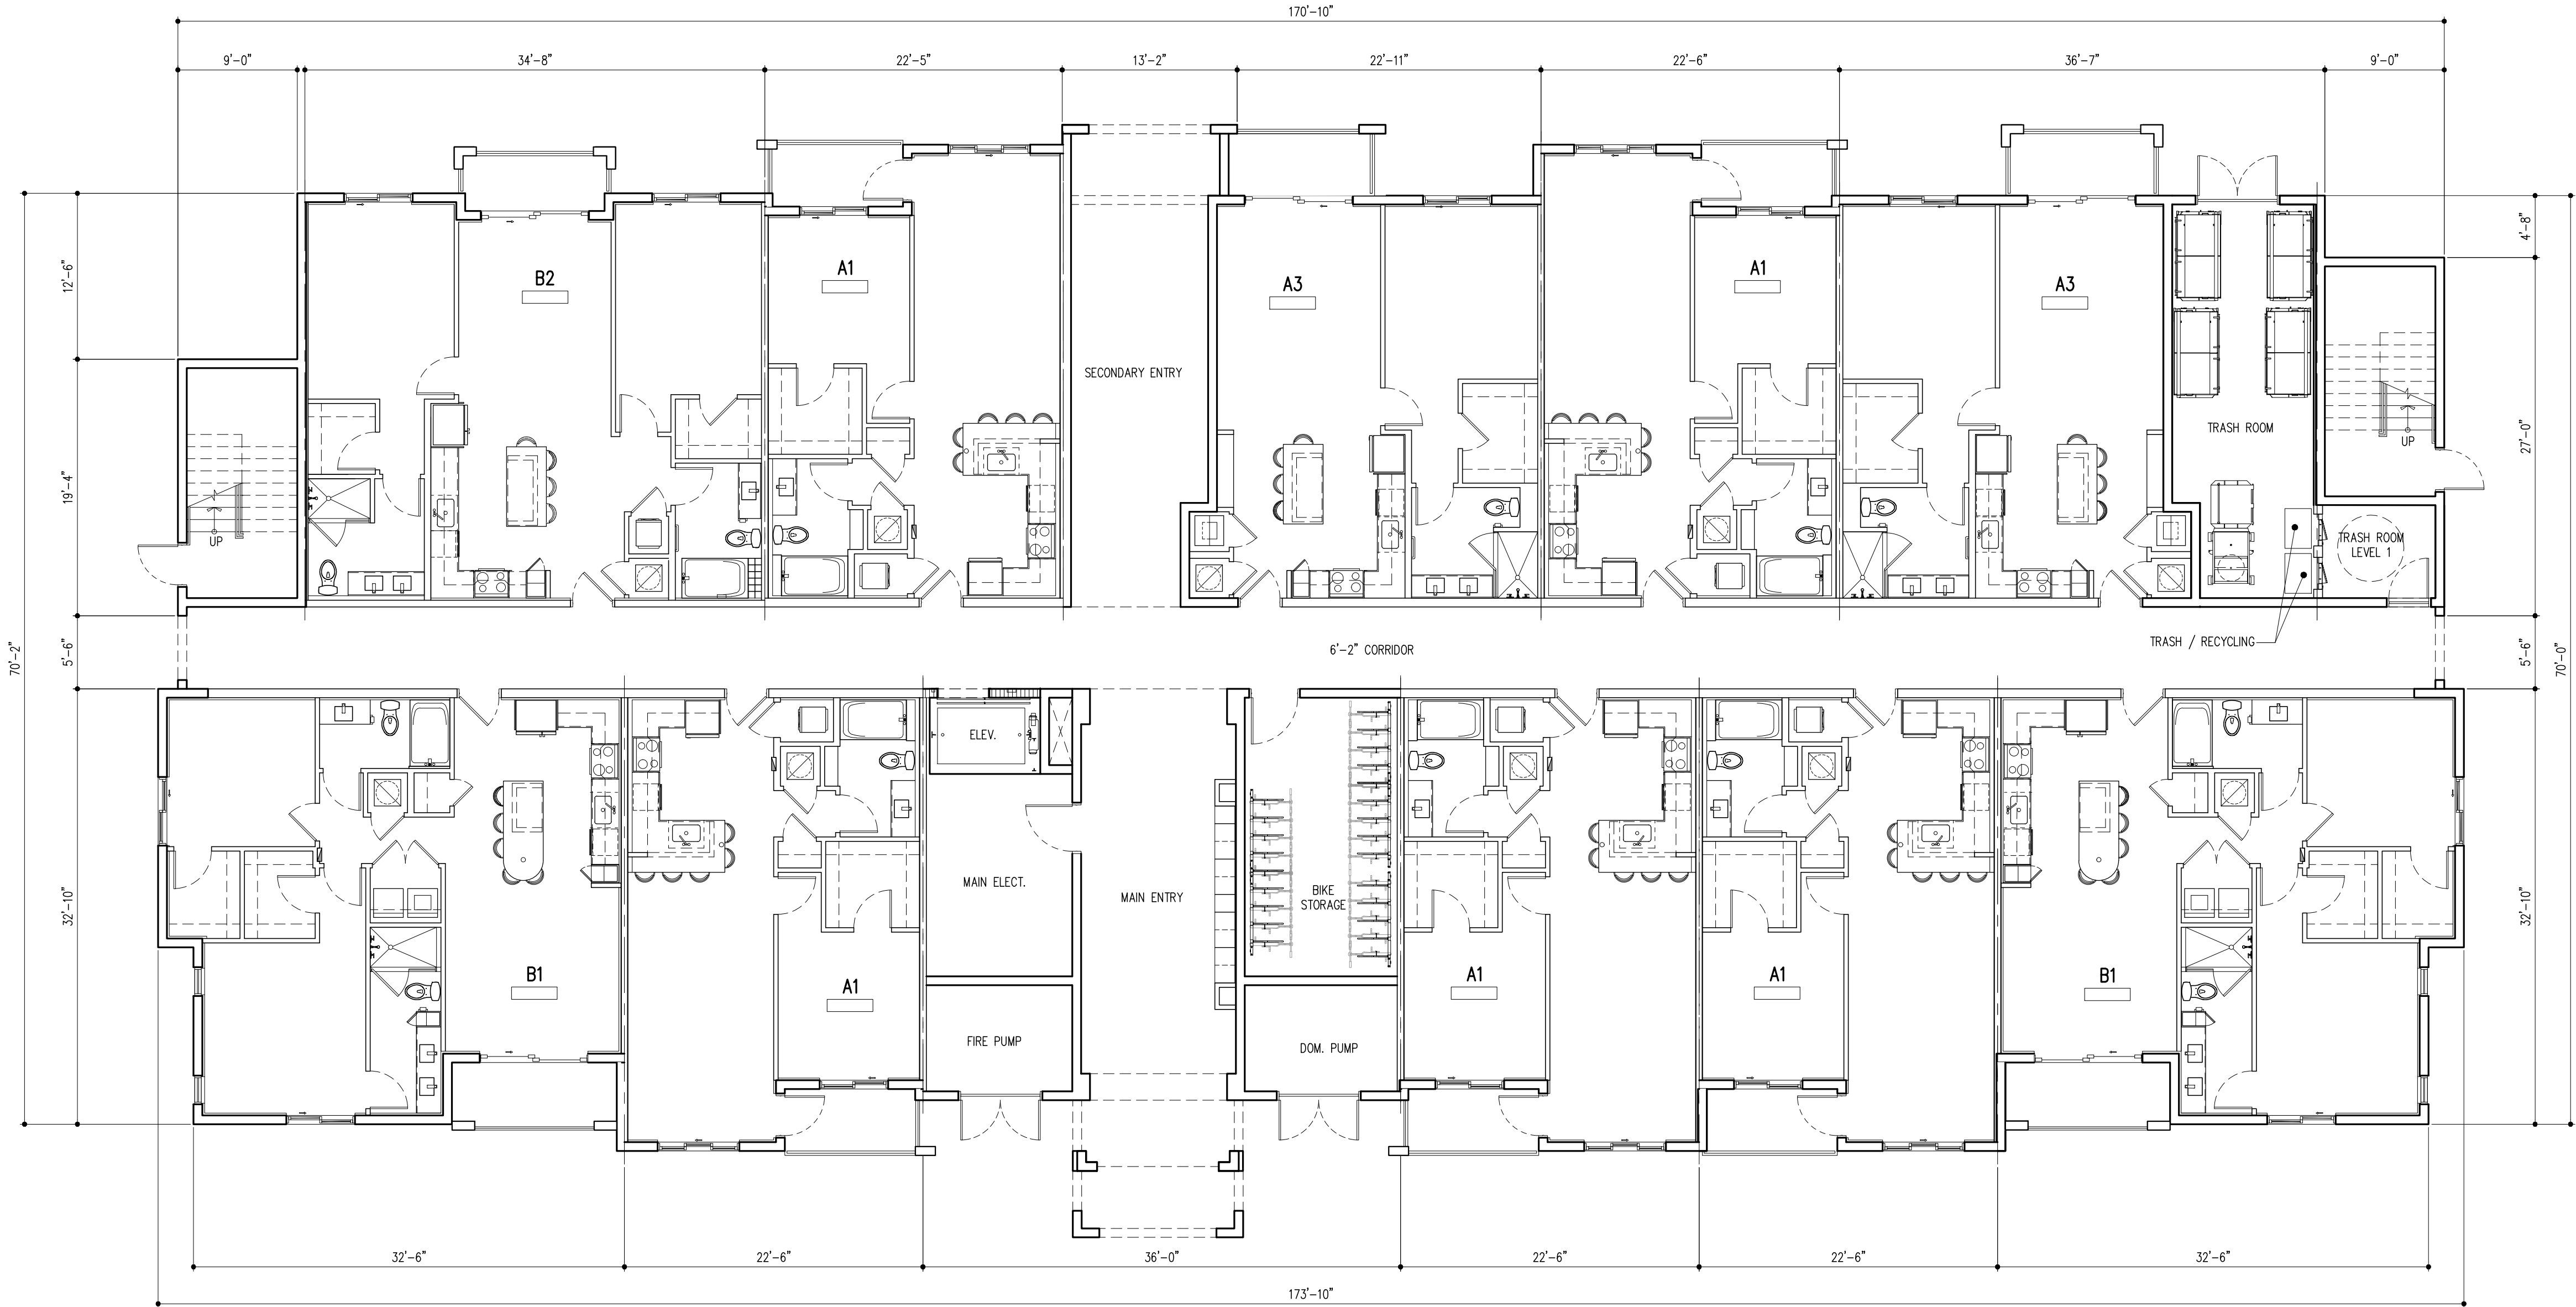 170'-10"
9'-0"
34'-8"
22'-5"
13'-2"
22'-11"
22'-6"
36'-7"
9'-0"
4'-8"
12'-6"
B2
A1
A3
A1
A3
SECONDARY ENTRY
TRASH ROOM
UP
27'-0"
19'-4"
UP
TRASH ROOM
LEVEL 1
TRASH / RECYCLING
6'-2" CORRIDOR
70'-2"
5'-6"
5'-6"
70'-0"
ELEV.
MAIN ELECT.
MAIN ENTRY
BIKE
STORAGE
32'-10"
32'-10"
B1
A1
A1
A1
B1
FIRE PUMP
DOM. PUMP
32'-6"
22'-6"
36'-0"
22'-6"
22'-6"
32'-6"
173'-10"